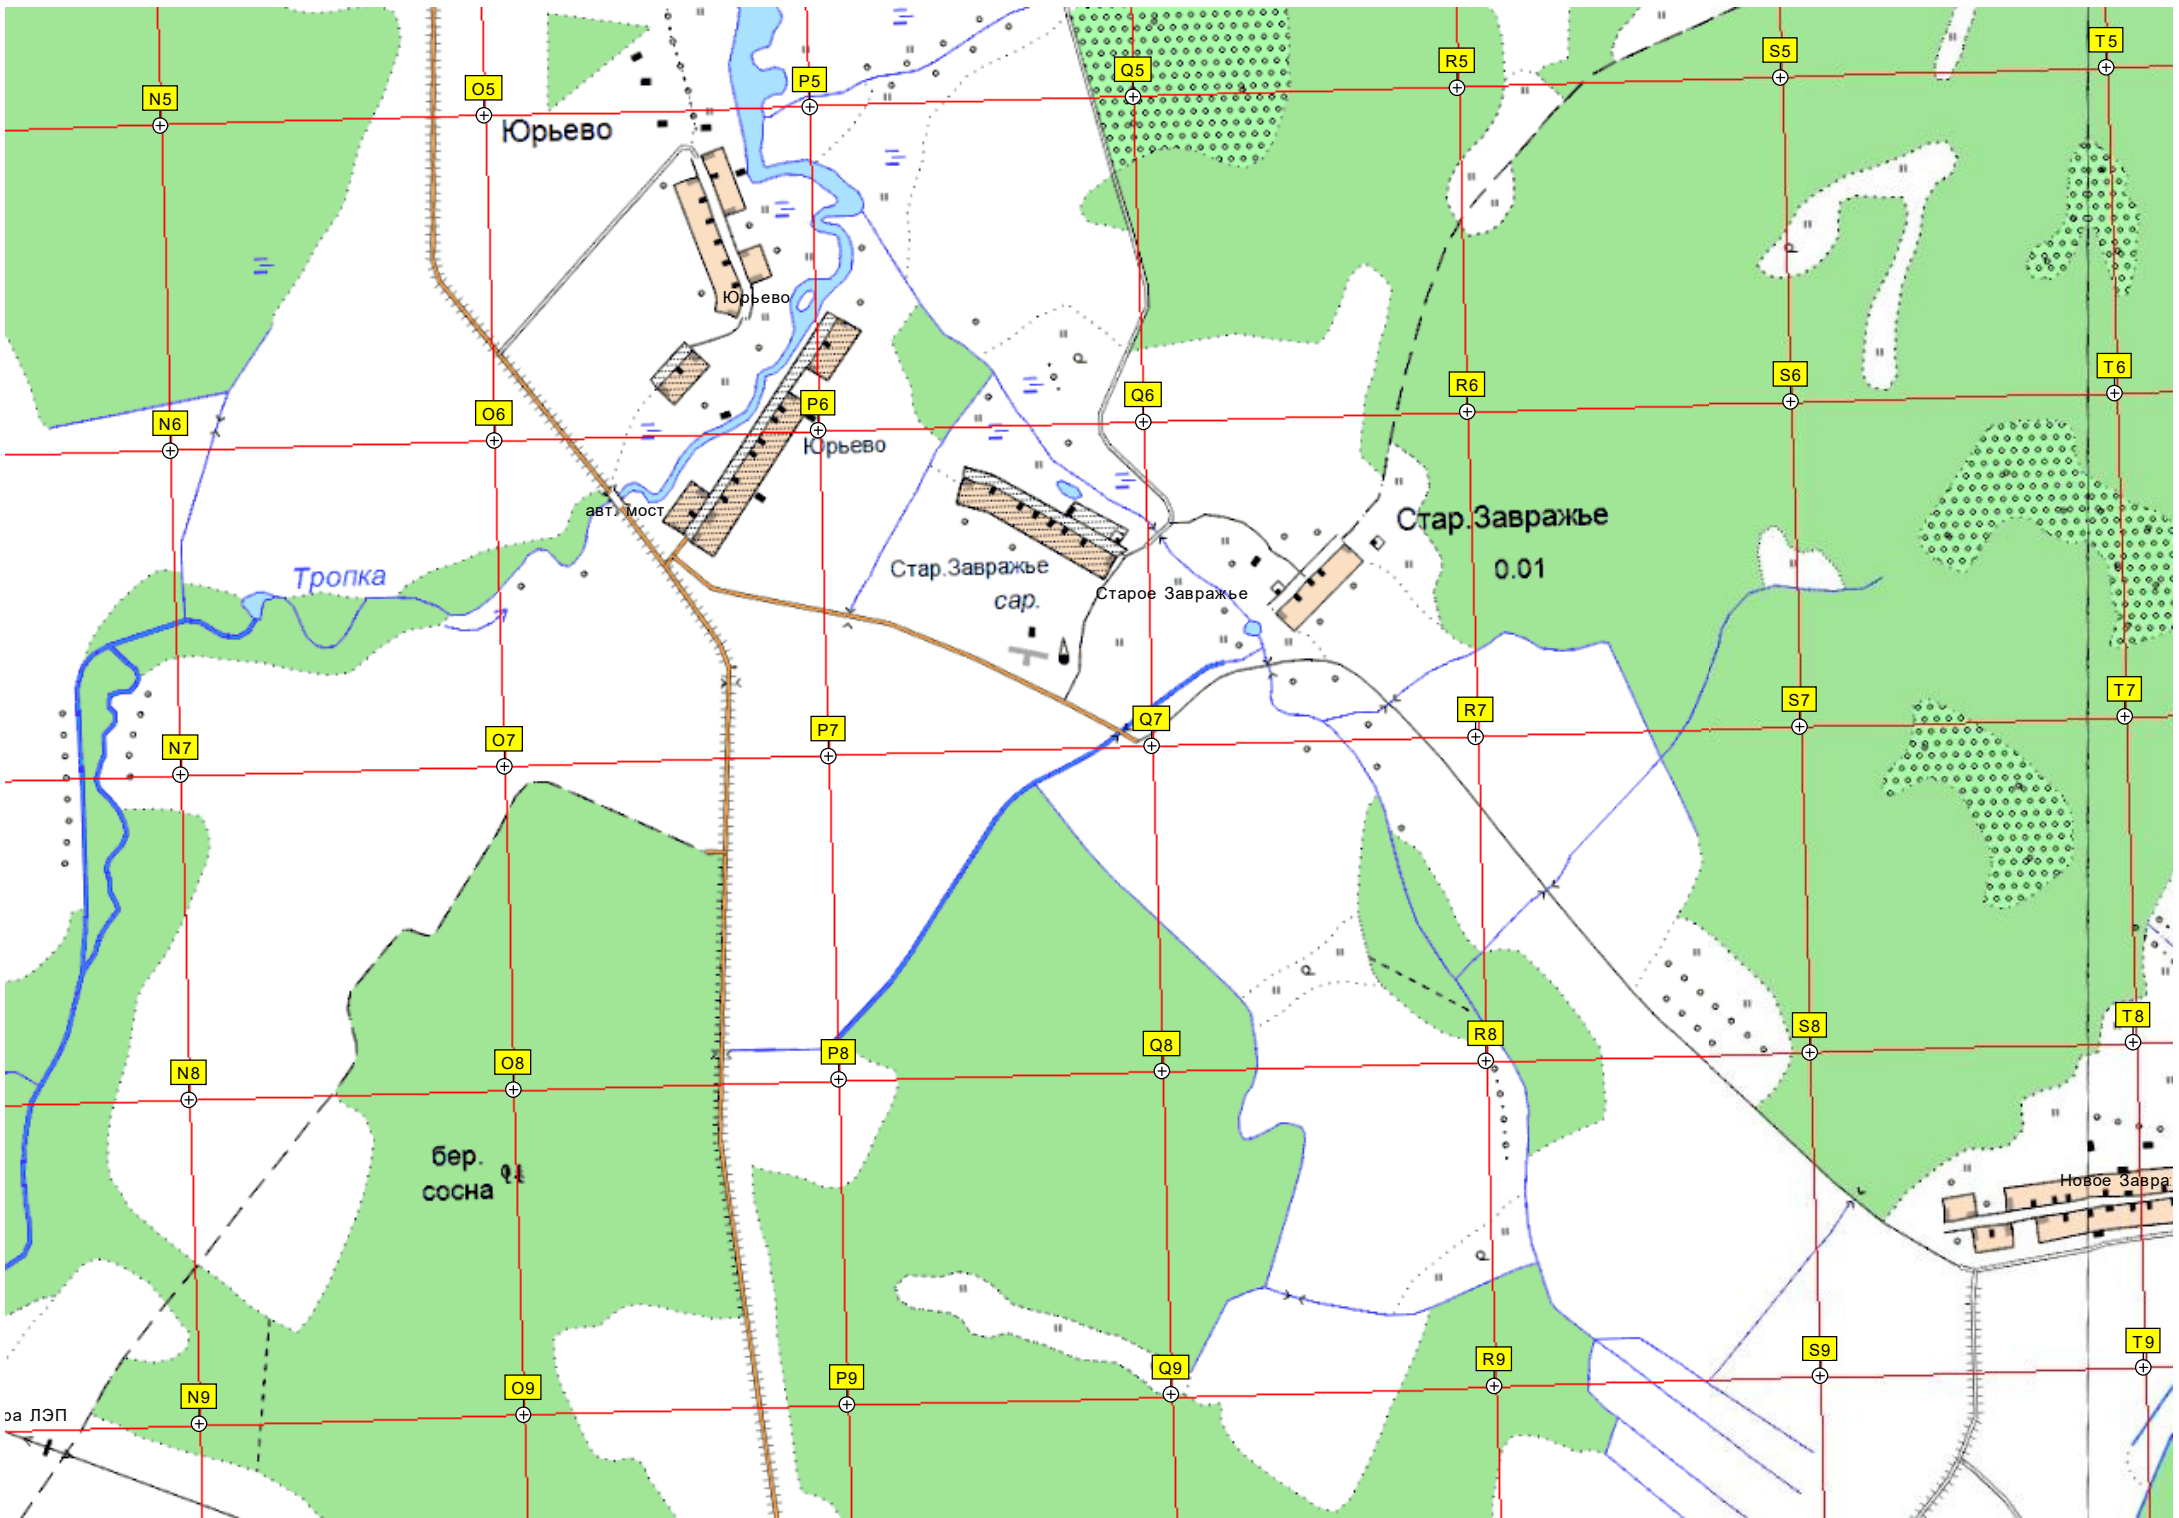 T5
S5
R5
Q5
P5
O5
N5
Юрьево
Юрьево
T6
S6
R6
Q6
P6
O6
N6
Юрьево
авт. мост
Стар.Завражье
0.01
Стар.Завражье
сар.
Старое Завражье
Тропка
T7
S7
R7
Q7
P7
O7
N7
T8
S8
R8
Q8
P8
O8
N8
бер.
сосна
Новое Завра
T9
S9
R9
Q9
P9
O9
N9
ра ЛЭП